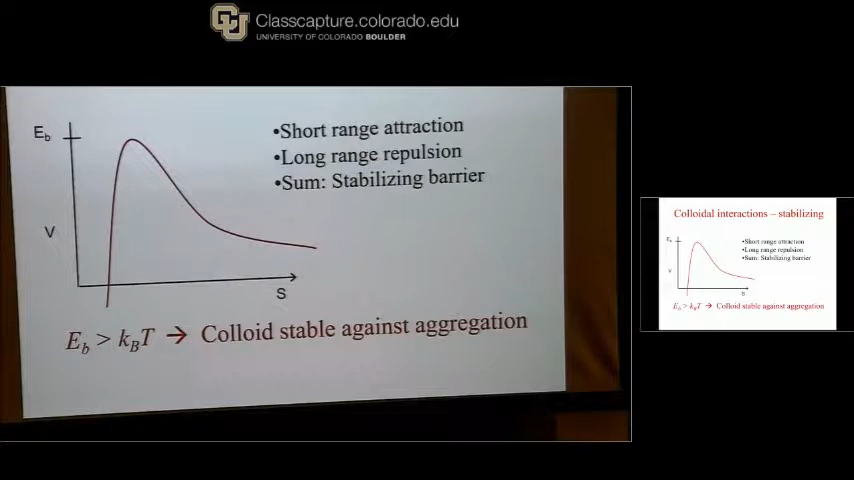 Classcapture.colorado.edu
UNIVERSITY OF COLORADO BOULDER
•Short range attraction
•Long range repulsion
•Sum: Stabilizing barrier
Eb
V
S
Eb > kBT → Colloid stable against aggregation
Colloidal interactions – stabilizing
•Short range attraction
•Long range repulsion
•Sum: Stabilizing barrier
Eb
V
S
Eb > kBT → Colloid stable against aggregation